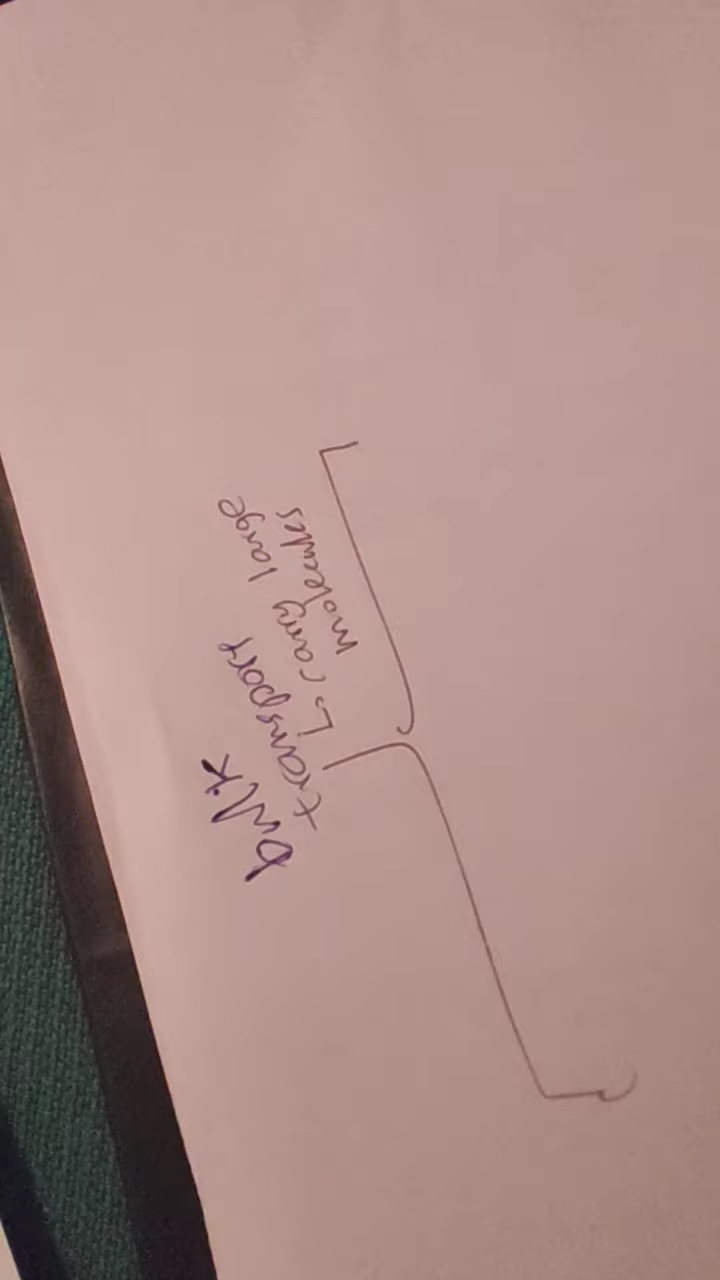 bulk
transport
↳ carry large
molecules